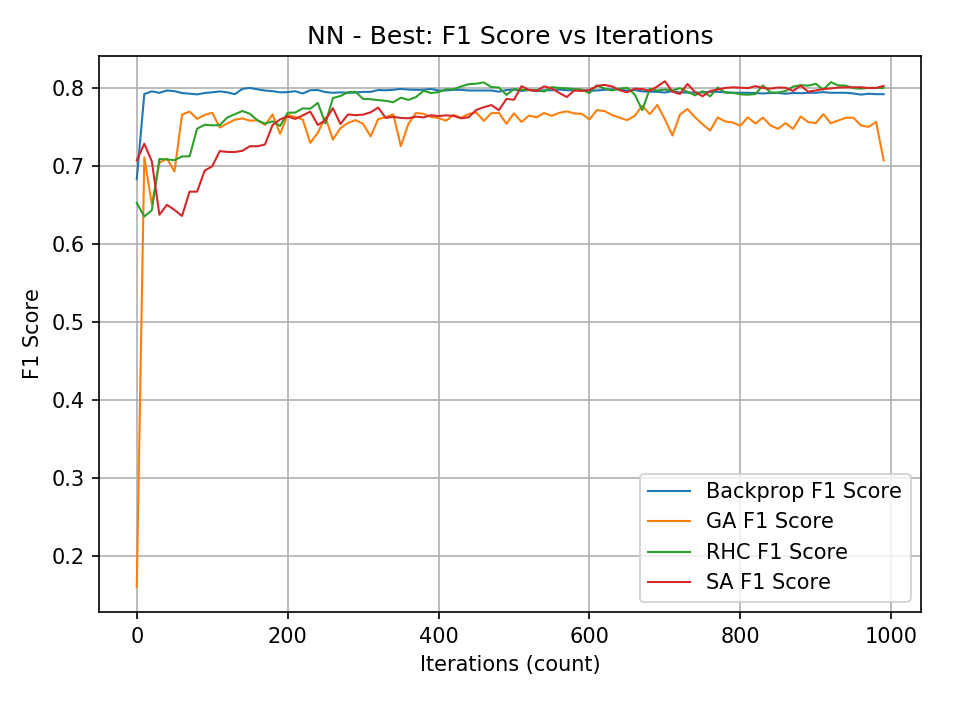 NN - Best: F1 Score vs Iterations
0.8
0.7
0.6
0.5
0.4
0.3
0.2
F1 Score
Backprop F1 Score
GA F1 Score
RHC F1 Score
SA F1 Score
0 200 400 600 800 1000
Iterations (count)